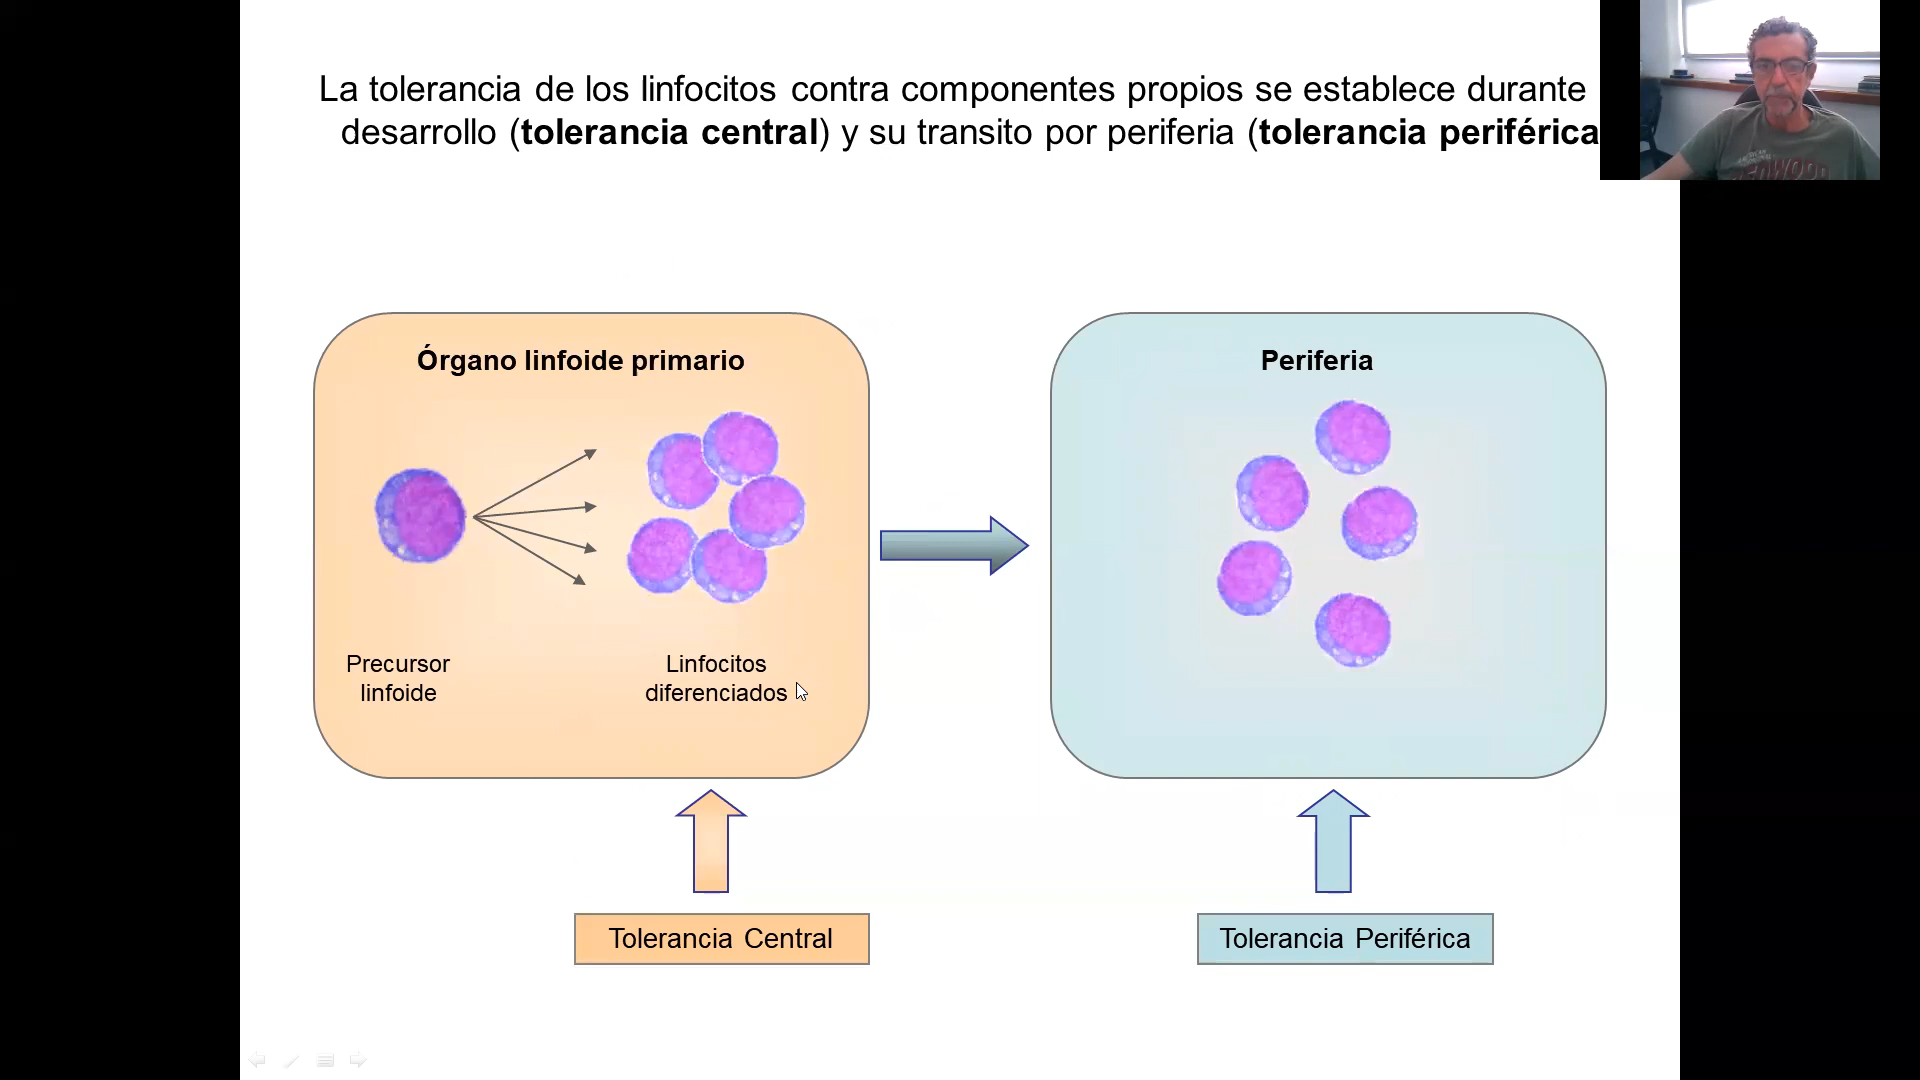 La tolerancia de los linfocitos contra componentes propios se establece durante
desarrollo (tolerancia central) y su transito por periferia (tolerancia periférica
Órgano linfoide primario
Precursor
linfoide
Linfocitos
diferenciados
Periferia
Tolerancia Central
Tolerancia Periférica